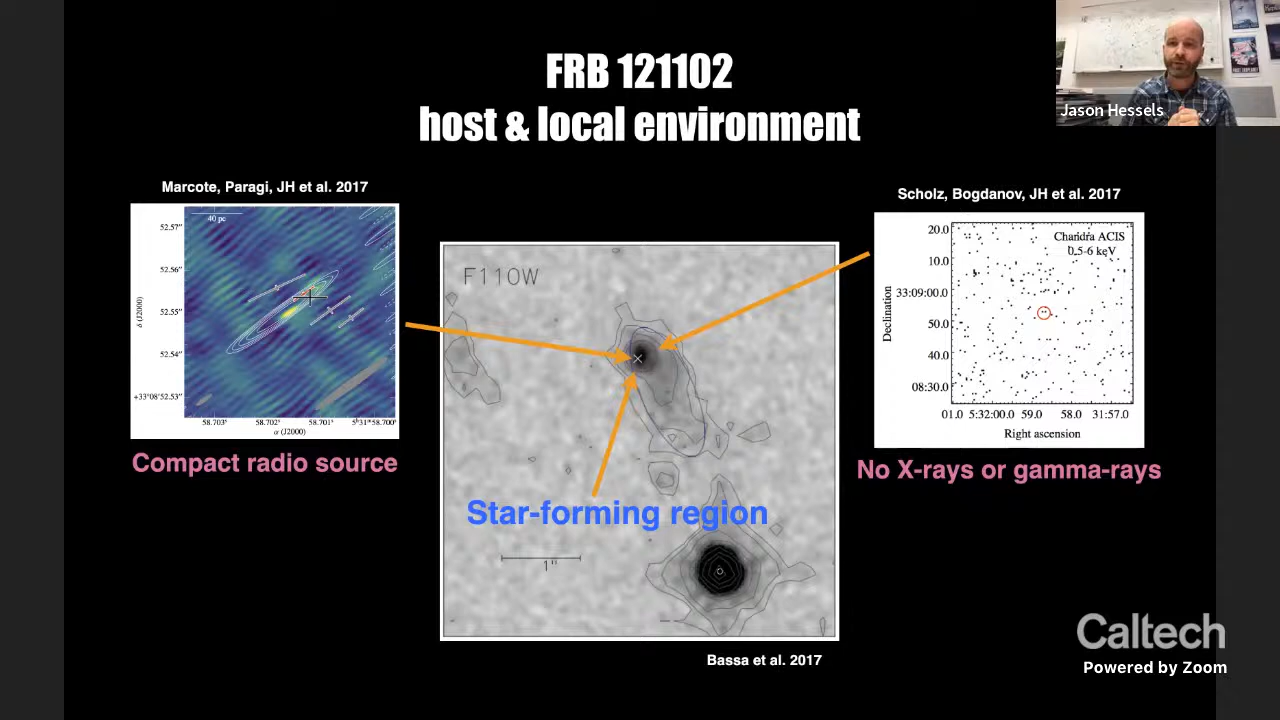 FRB 121102
host & local environment
Jason Hessels
Marcote, Paragi, JH et al. 2017
40 pc
52.57"
52.56"
52.55"
52.54"
+33°08′52.53"
δ (J2000)
58.703ˢ
58.702ˢ
58.701ˢ
5ʰ31ᵐ58.700ˢ
α (J2000)
Compact radio source
F110W
Star-forming region
1"
Bassa et al. 2017
Scholz, Bogdanov, JH et al. 2017
Chandra ACIS
0.5-6 keV
20.0
10.0
33:09:00.0
50.0
40.0
08:30.0
Declination
01.0 5:32:00.0 59.0 58.0 31:57.0
Right ascension
No X-rays or gamma-rays
Caltech
Powered by Zoom